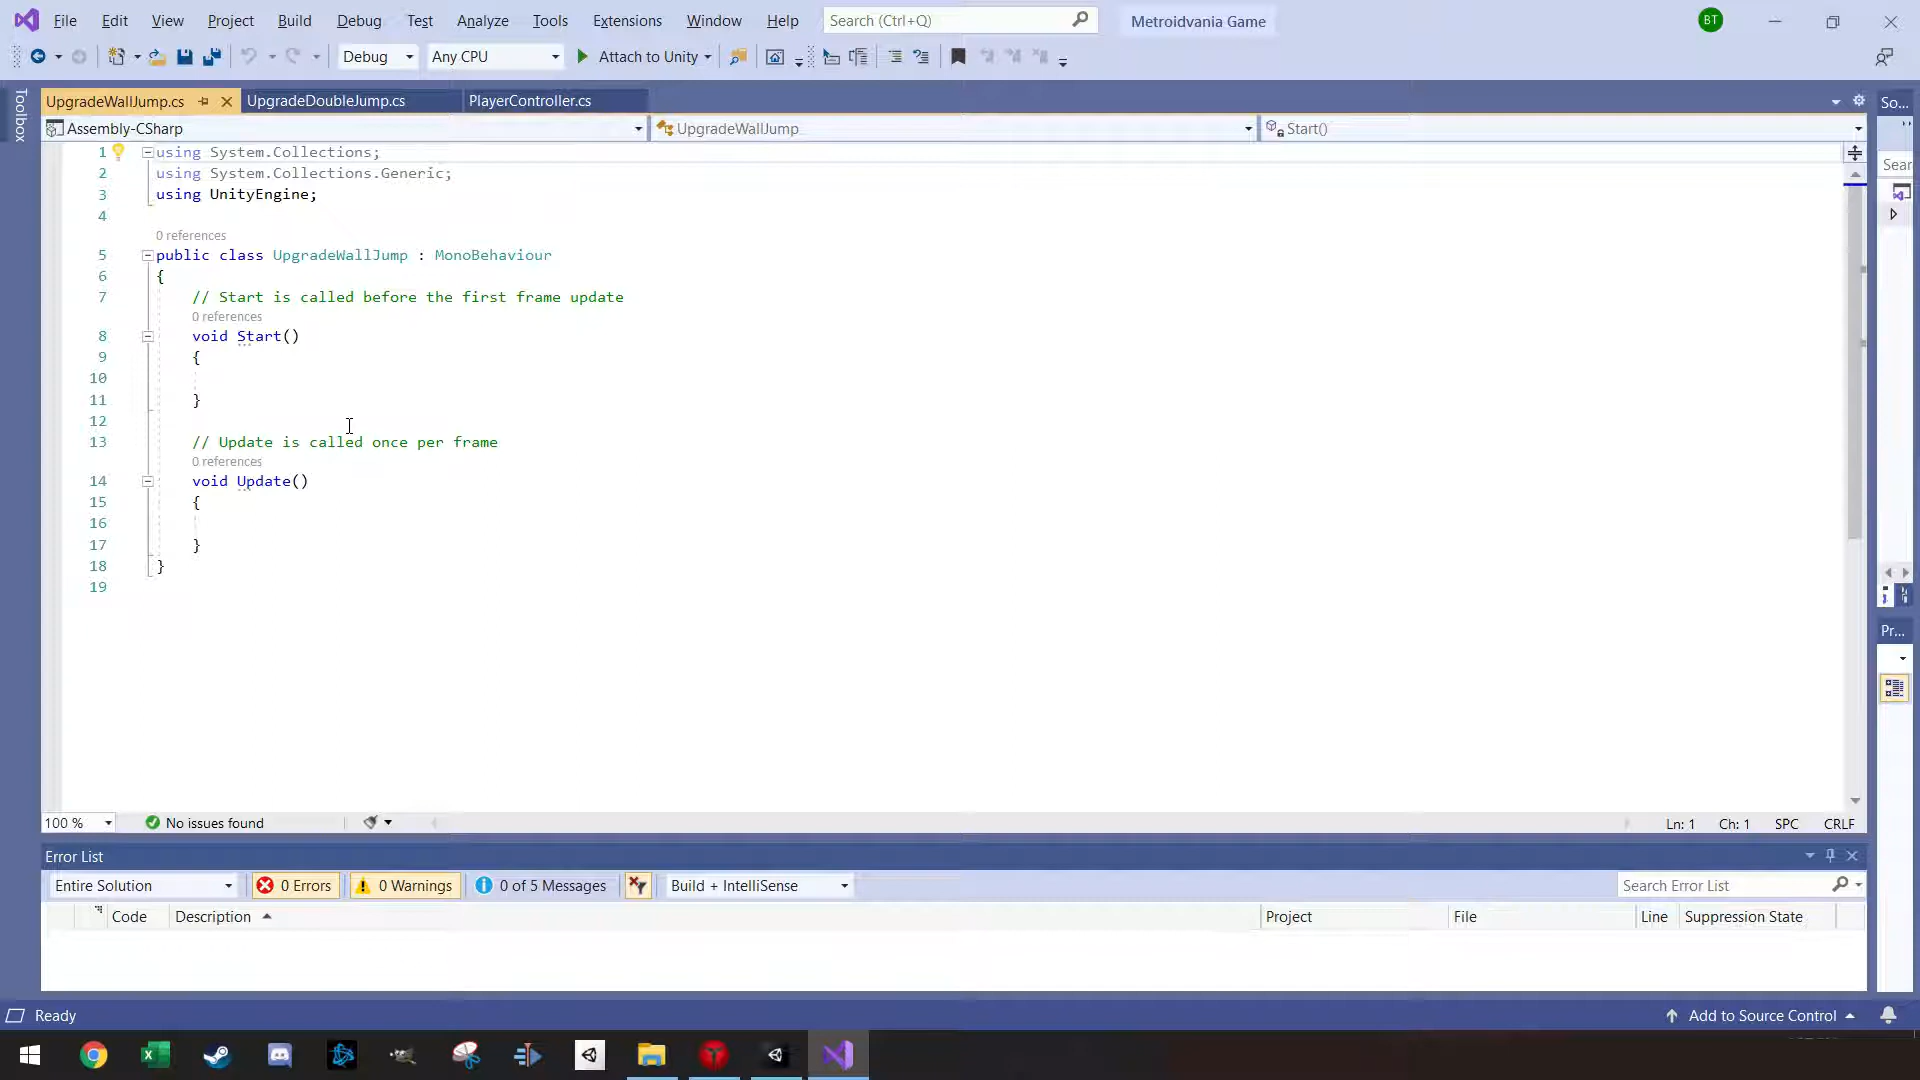 File Edit View Project Build Debug Test Analyze Tools Extensions Window Help Search (Ctrl+Q) Metroidvania Game BT
Debug Any CPU Attach to Unity
Toolbox
UpgradeWallJump.cs UpgradeDoubleJump.cs PlayerController.cs So...
Assembly-CSharp UpgradeWallJump Start()
1 using System.Collections;
2 using System.Collections.Generic;
3 using UnityEngine;
4
0 references
5 public class UpgradeWallJump : MonoBehaviour
6 {
7 // Start is called before the first frame update
0 references
8 void Start()
9 {
10
11 }
12
13 // Update is called once per frame
0 references
14 void Update()
15 {
16
17 }
18 }
19
Sear
Pr...
100 % No issues found Ln: 1 Ch: 1 SPC CRLF
Error List
Entire Solution 0 Errors 0 Warnings 0 of 5 Messages Build + IntelliSense Search Error List
Code Description Project File Line Suppression State
Ready Add to Source Control